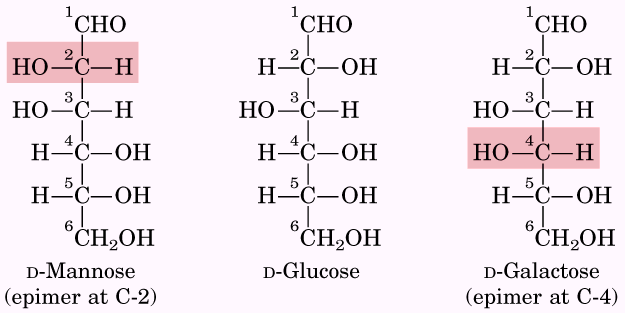 1CHO
HO—2C—H
HO—3C—H
H—4C—OH
H—5C—OH
6CH2OH
D-Mannose
(epimer at C-2)
1CHO
H—2C—OH
HO—3C—H
H—4C—OH
H—5C—OH
6CH2OH
D-Glucose
1CHO
H—2C—OH
HO—3C—H
HO—4C—H
H—5C—OH
6CH2OH
D-Galactose
(epimer at C-4)